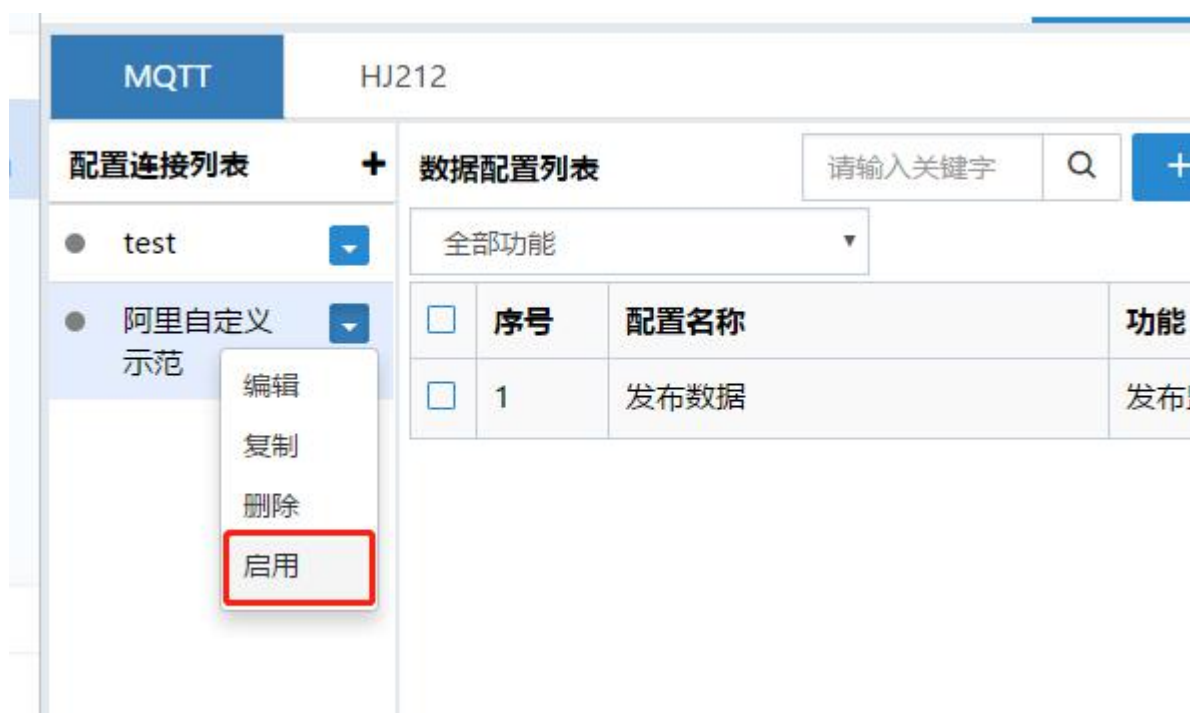 MQTT HJ212
配置连接列表 + 数据配置列表 请输入关键字 +
test 全部功能
阿里自定义
示范
序号 配置名称 功能
1 发布数据 发布
编辑
复制
删除
启用